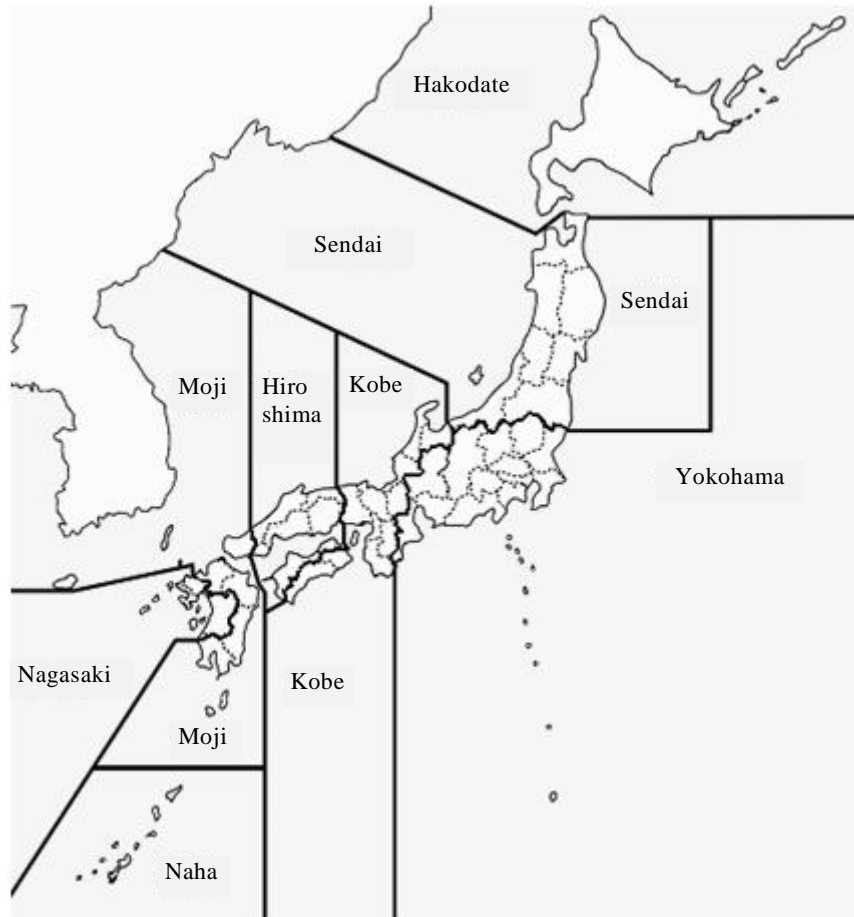 Hakodate
Sendai
Sendai
Moji
Hiro
shima
Kobe
Yokohama
Nagasaki
Kobe
Moji
Naha